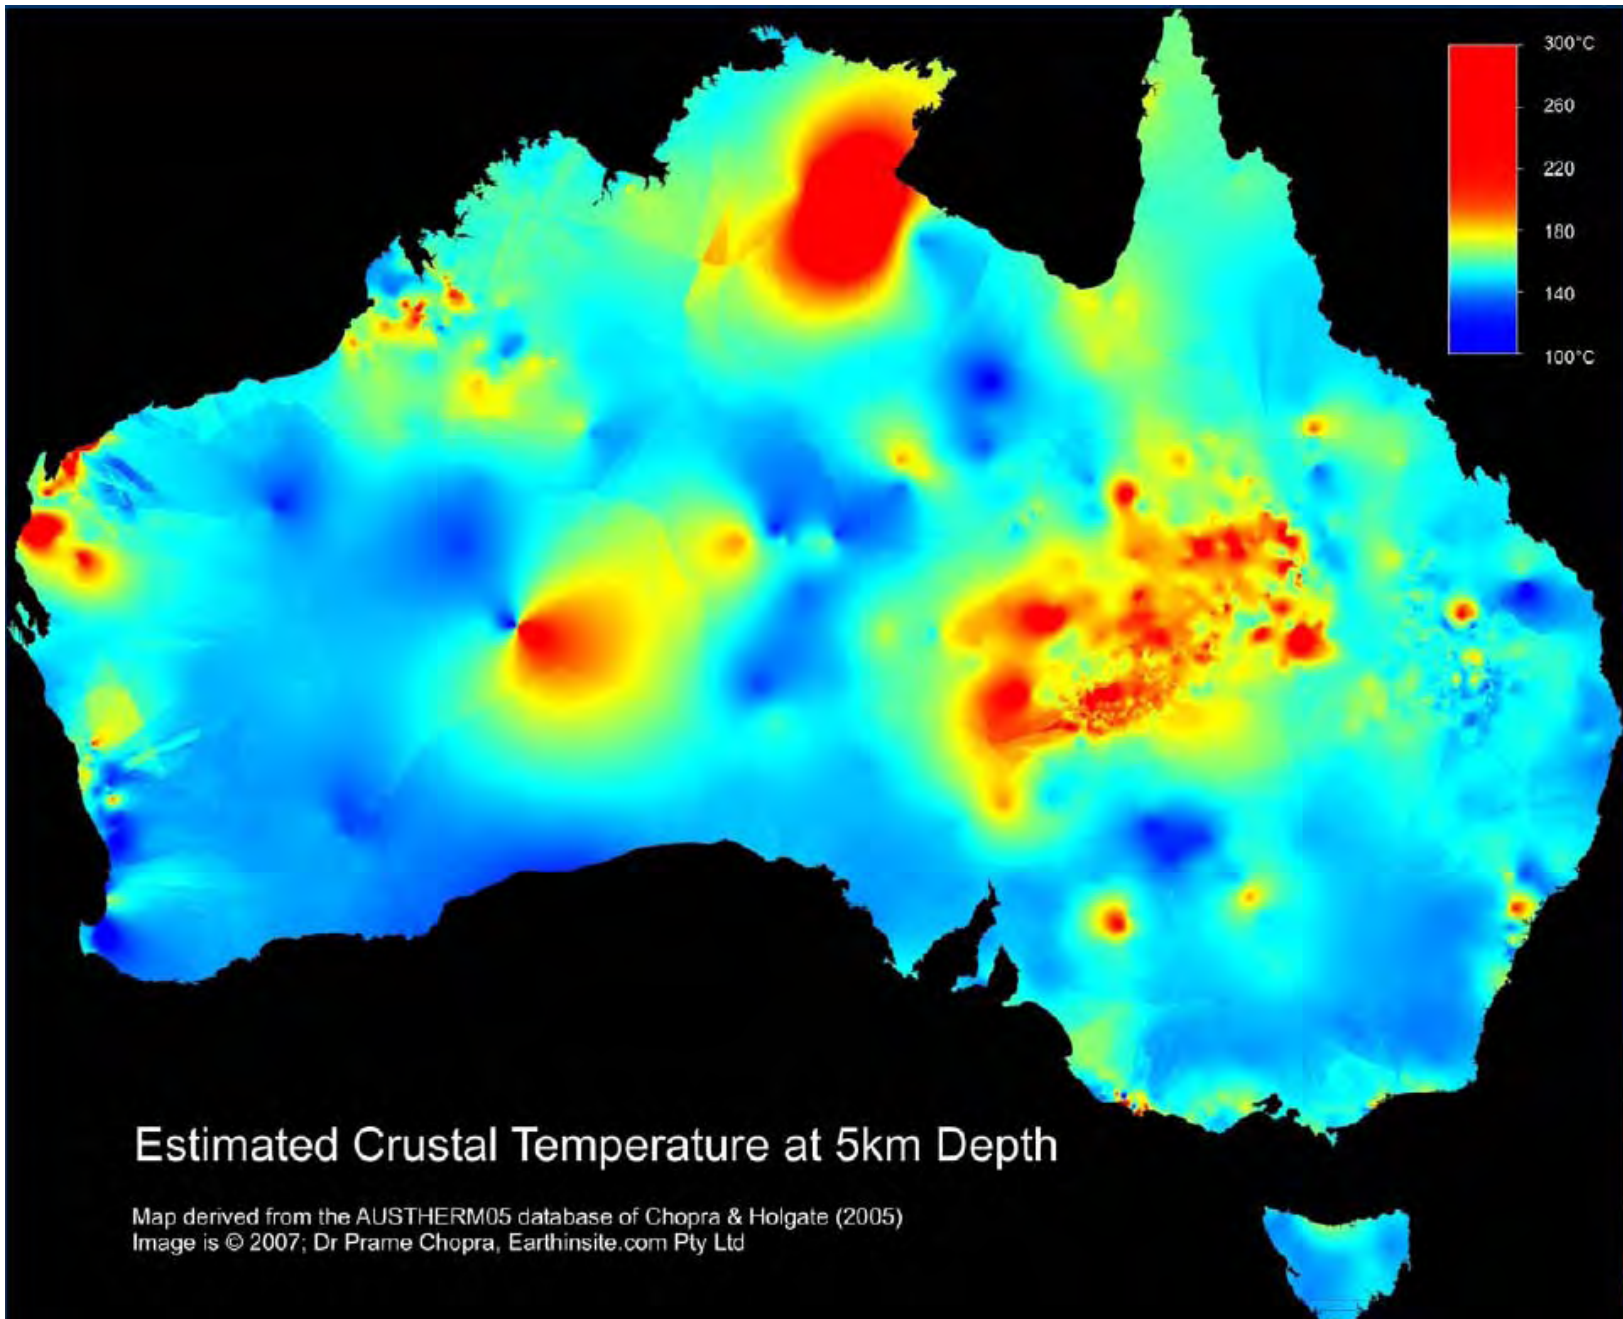 300°C
260
220
180
140
100°C
Estimated Crustal Temperature at 5km Depth
Map derived from the AUSTHERM05 database of Chopra & Holgate (2005)
Image is © 2007; Dr Prame Chopra, Earthinsite.com Pty Ltd